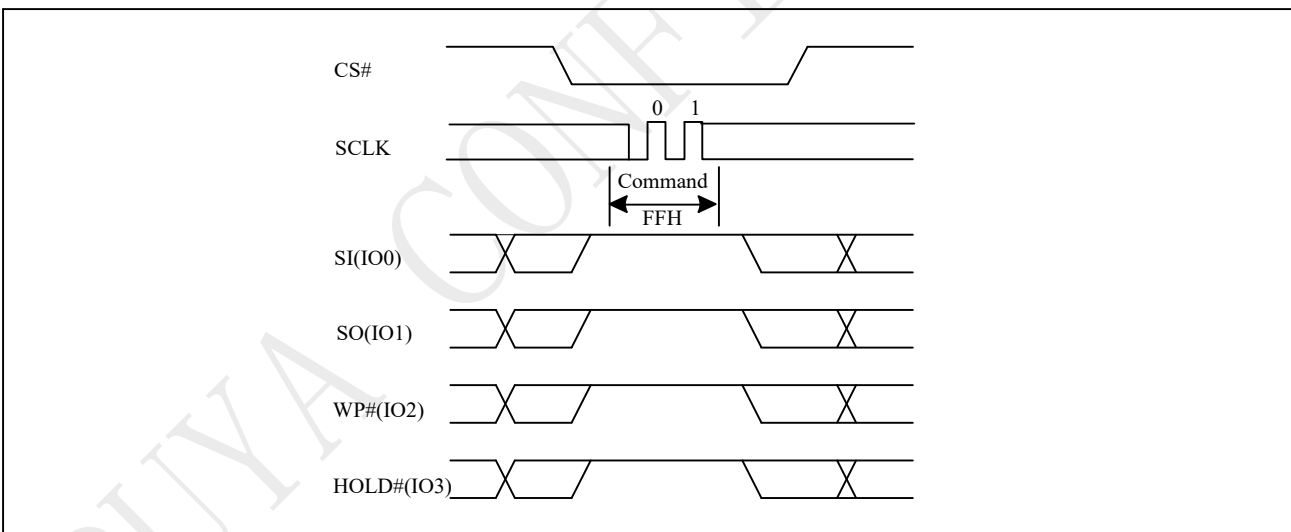 CS#
0 1
SCLK
Command
FFH
SI(IO0)
SO(IO1)
WP#(IO2)
HOLD#(IO3)